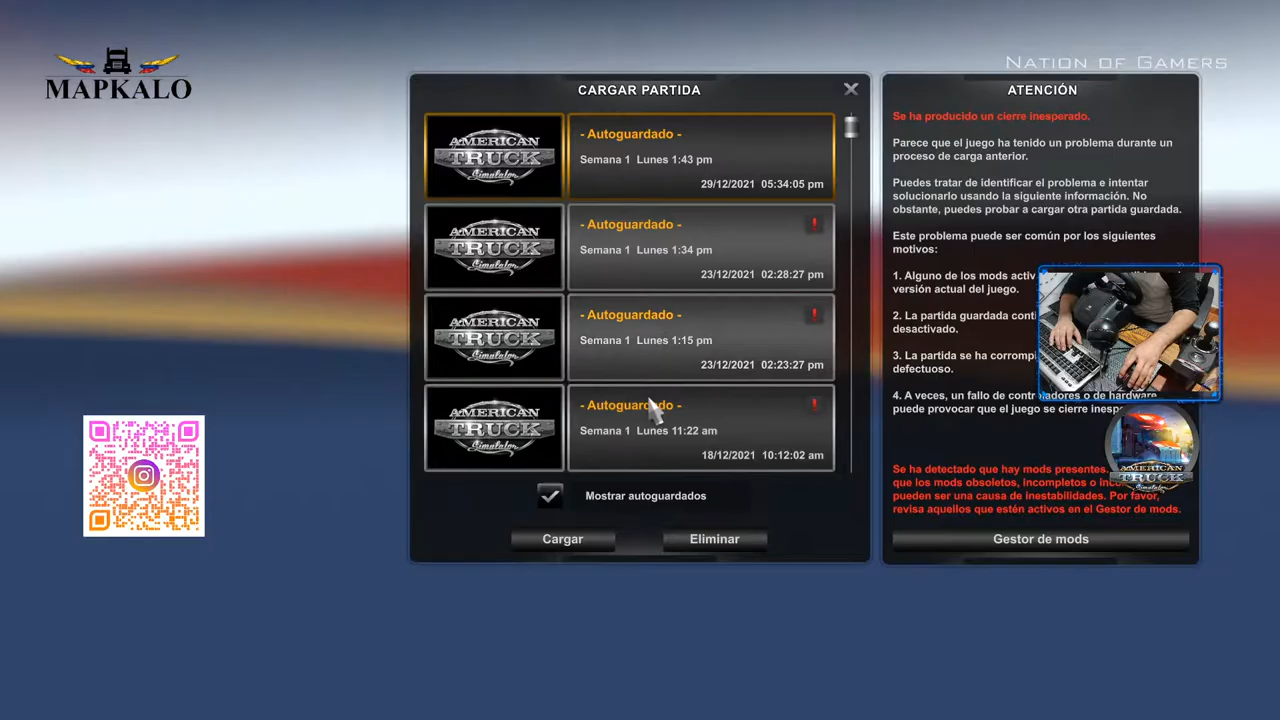 MAPKALO
NATION OF GAMERS
CARGAR PARTIDA
- Autoguardado -
Semana 1 Lunes 1:43 pm
29/12/2021 05:34:05 pm
- Autoguardado -
Semana 1 Lunes 1:34 pm
23/12/2021 02:28:27 pm
- Autoguardado -
Semana 1 Lunes 1:15 pm
23/12/2021 02:23:27 pm
- Autoguardado -
Semana 1 Lunes 11:22 am
18/12/2021 10:12:02 am
AMERICAN
TRUCK
Simulator
AMERICAN
TRUCK
Simulator
AMERICAN
TRUCK
Simulator
AMERICAN
TRUCK
Simulator
Mostrar autoguardados
Cargar
Eliminar
ATENCIÓN
Se ha producido un cierre inesperado.
Parece que el juego ha tenido un problema durante un
proceso de carga anterior.
Puedes tratar de identificar el problema e intentar
solucionarlo usando la siguiente información. No
obstante, puedes probar a cargar otra partida guardada.
Este problema puede ser común por los siguientes
motivos:
1. Alguno de los mods activ
versión actual del juego.
2. La partida guardada conti
desactivado.
3. La partida se ha corrompi
defectuoso.
4. A veces, un fallo de controladores o de hardware
puede provocar que el juego se cierre inesp
Se ha detectado que hay mods presentes.
que los mods obsoletos, incompletos o inco
pueden ser una causa de inestabilidades. Por favor,
revisa aquellos que estén activos en el Gestor de mods.
AMERICAN
TRUCK
Gestor de mods